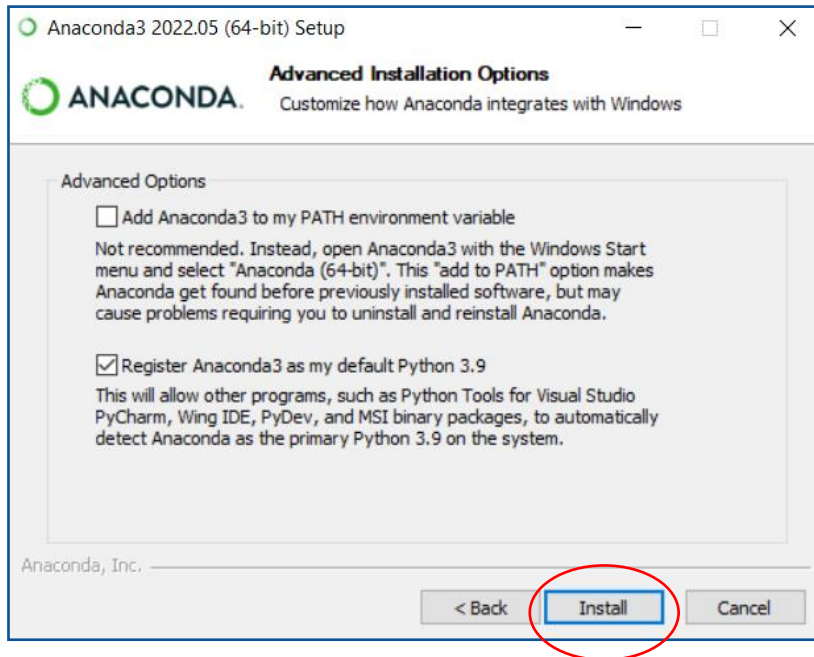 Anaconda3 2022.05 (64-bit) Setup
ANACONDA.
Advanced Installation Options
Customize how Anaconda integrates with Windows
Advanced Options
Add Anaconda3 to my PATH environment variable
Not recommended. Instead, open Anaconda3 with the Windows Start
menu and select "Anaconda (64-bit)". This "add to PATH" option makes
Anaconda get found before previously installed software, but may
cause problems requiring you to uninstall and reinstall Anaconda.
Register Anaconda3 as my default Python 3.9
This will allow other programs, such as Python Tools for Visual Studio
PyCharm, Wing IDE, PyDev, and MSI binary packages, to automatically
detect Anaconda as the primary Python 3.9 on the system.
Anaconda, Inc.
< Back
Install
Cancel